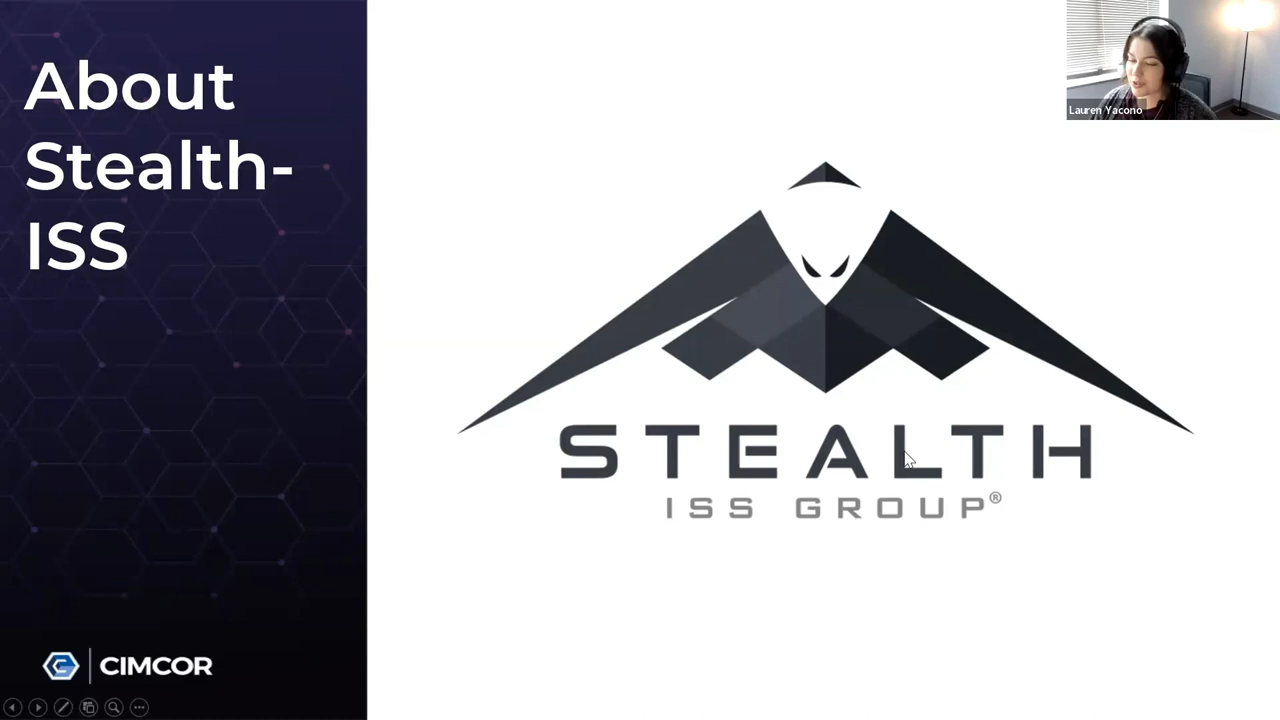 About
Stealth-
ISS
Lauren Yacono
STEALTH
ISS GROUP®
CIMCOR